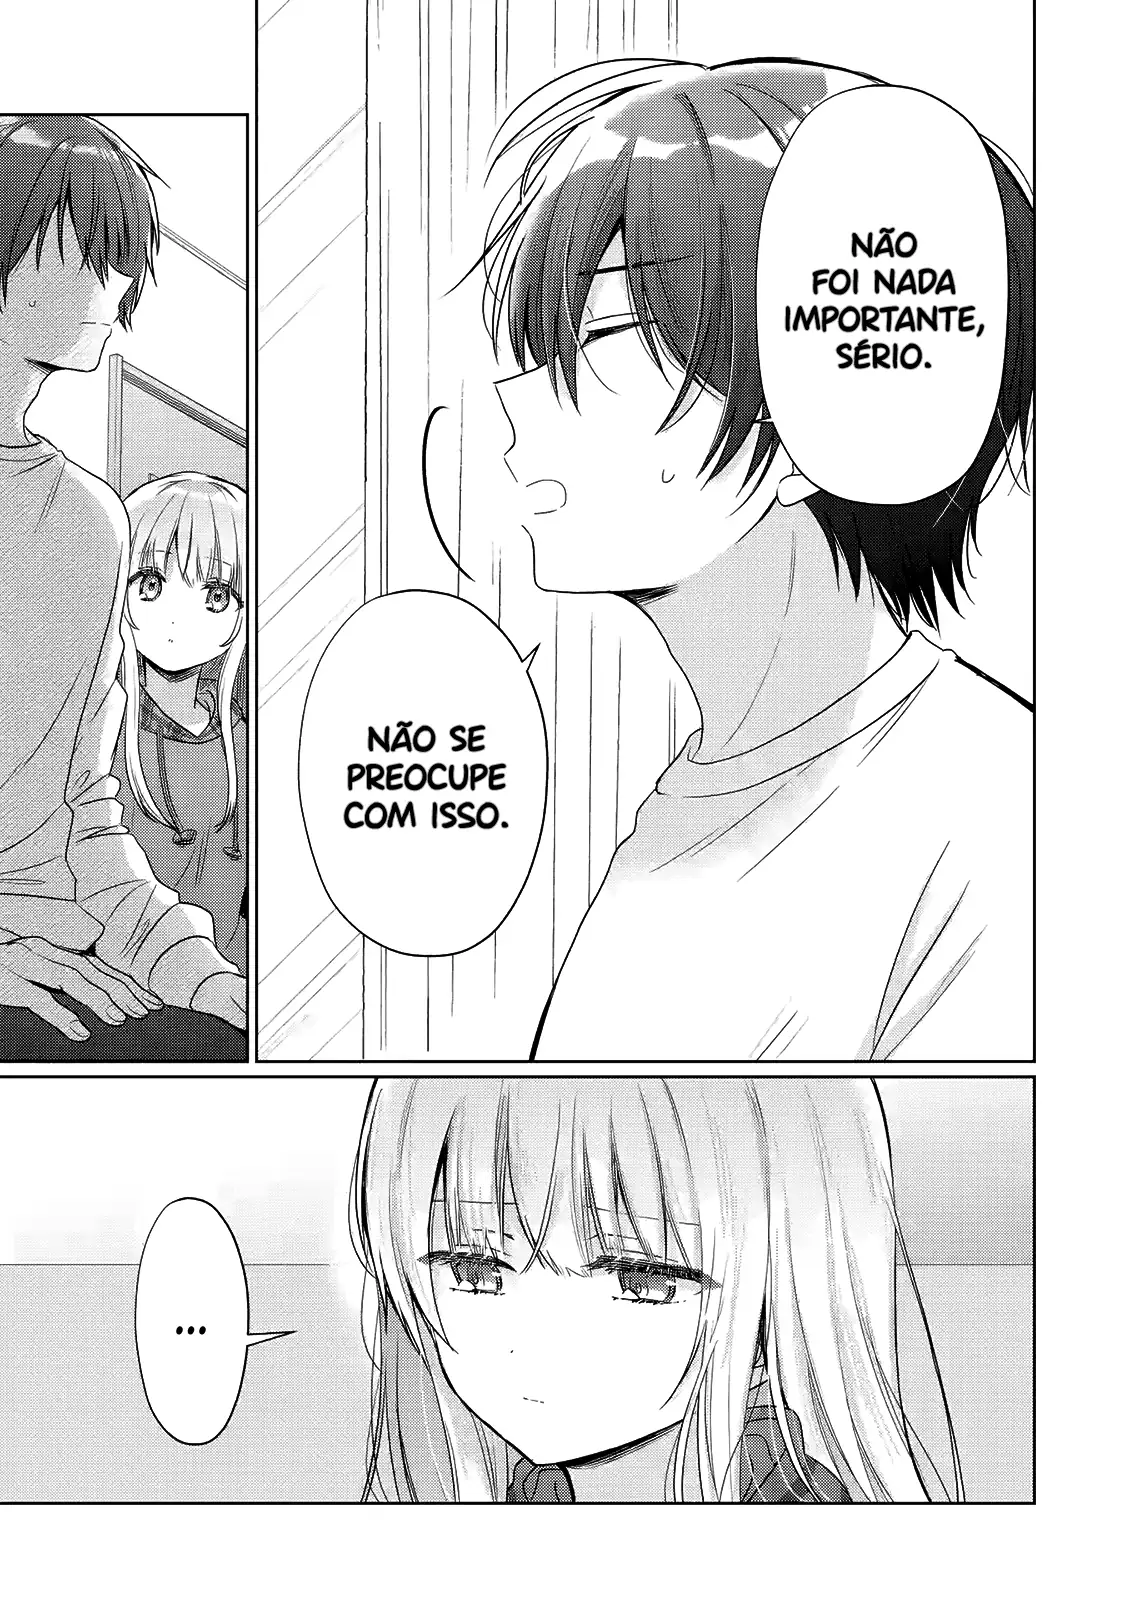 NÃO
FOI NADA
IMPORTANTE,
SÉRIO.
NÃO SE
PREOCUPE
COM ISSO.
...